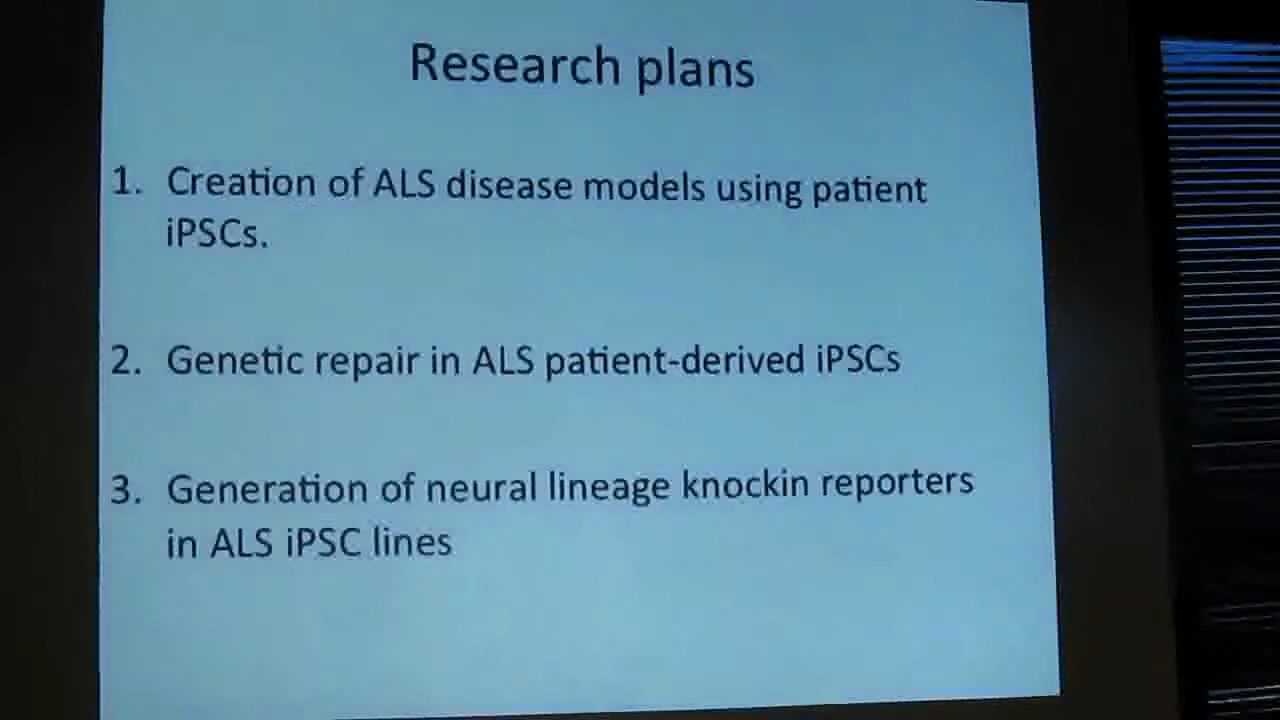 Research plans
1. Creation of ALS disease models using patient
iPSCs.
2. Genetic repair in ALS patient-derived iPSCs
3. Generation of neural lineage knockin reporters
in ALS iPSC lines